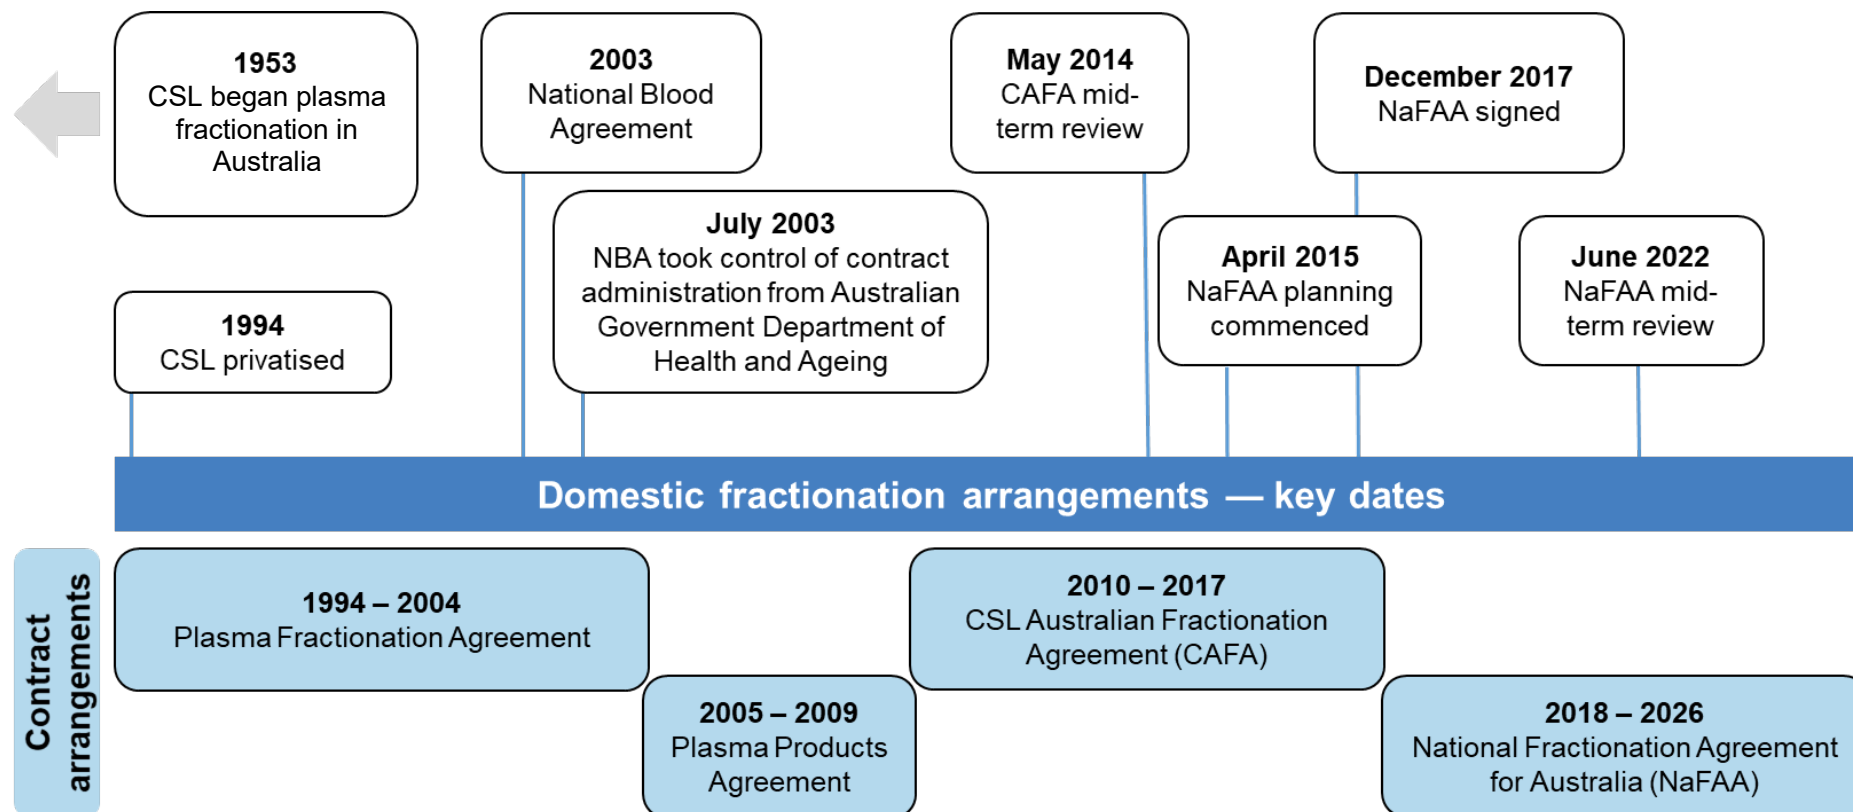 1953
CSL began plasma
fractionation in
Australia
2003
National Blood
Agreement
May 2014
CAFA mid-
term review
December 2017
NaFAA signed
1994
CSL privatised
July 2003
NBA took control of contract
administration from Australian
Government Department of
Health and Ageing
April 2015
NaFAA planning
commenced
June 2022
NaFAA mid-
term review
Domestic fractionation arrangements — key dates
Contract
arrangements
1994 – 2004
Plasma Fractionation Agreement
2005 – 2009
Plasma Products
Agreement
2010 – 2017
CSL Australian Fractionation
Agreement (CAFA)
2018 – 2026
National Fractionation Agreement
for Australia (NaFAA)